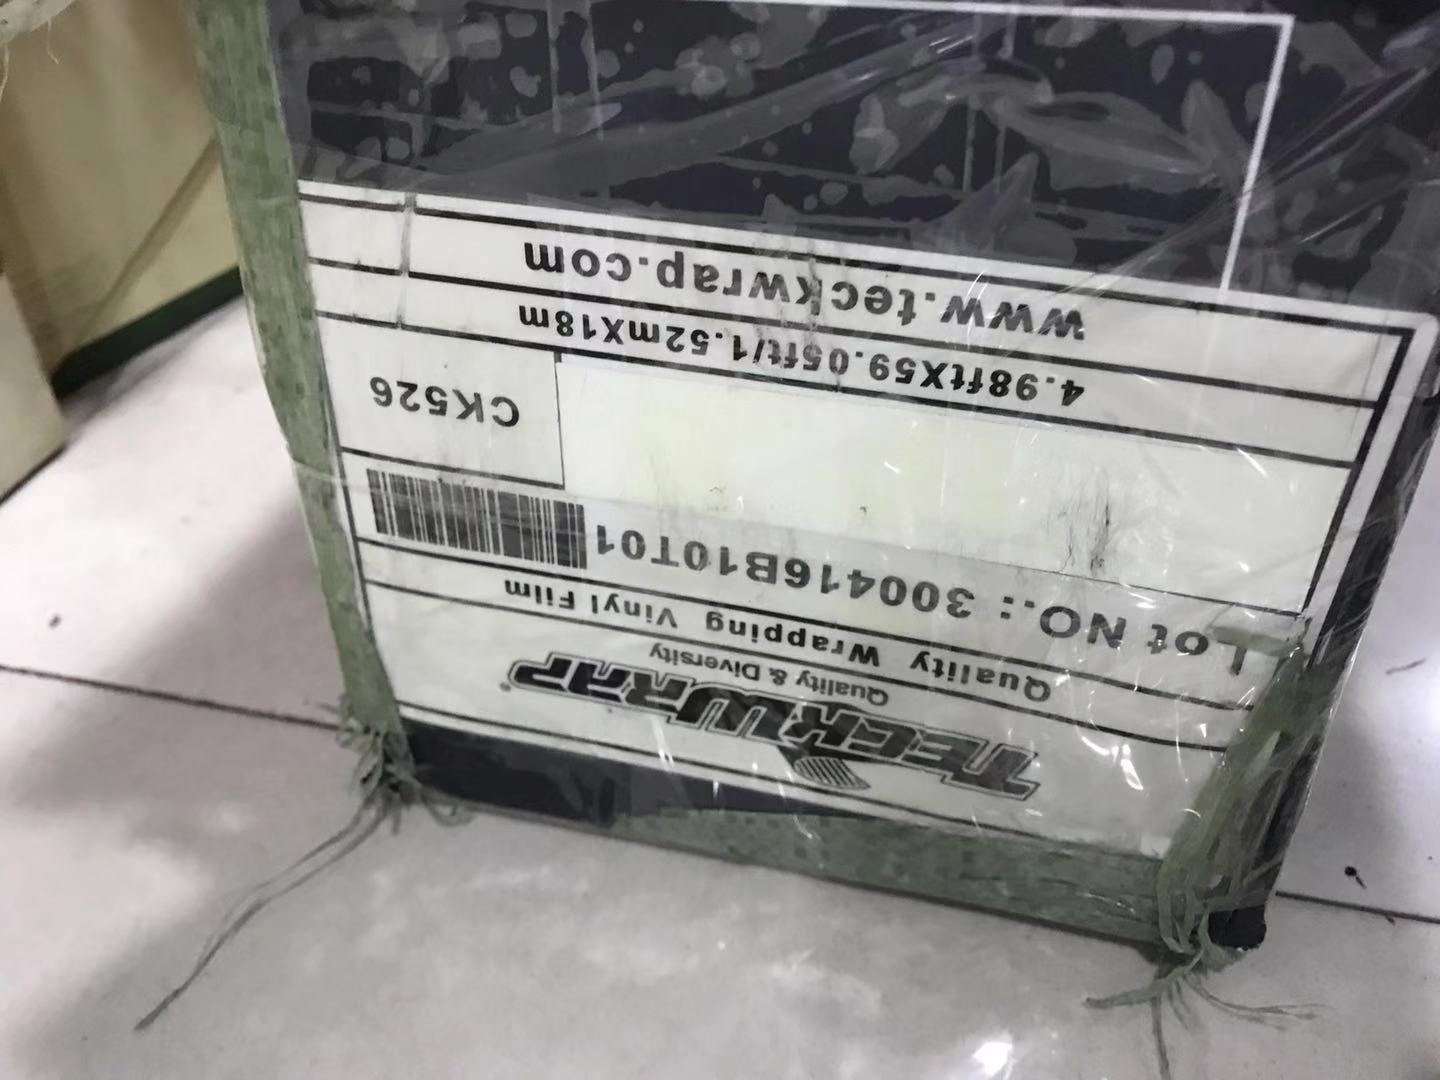 TECKWRAP®
Quality & Diversity
Quality Wrapping Vinyl Film
Lot NO.: 300416B10T01
CK526
4.98ftX59.05ft/1.52mX18m
www.teckwrap.com